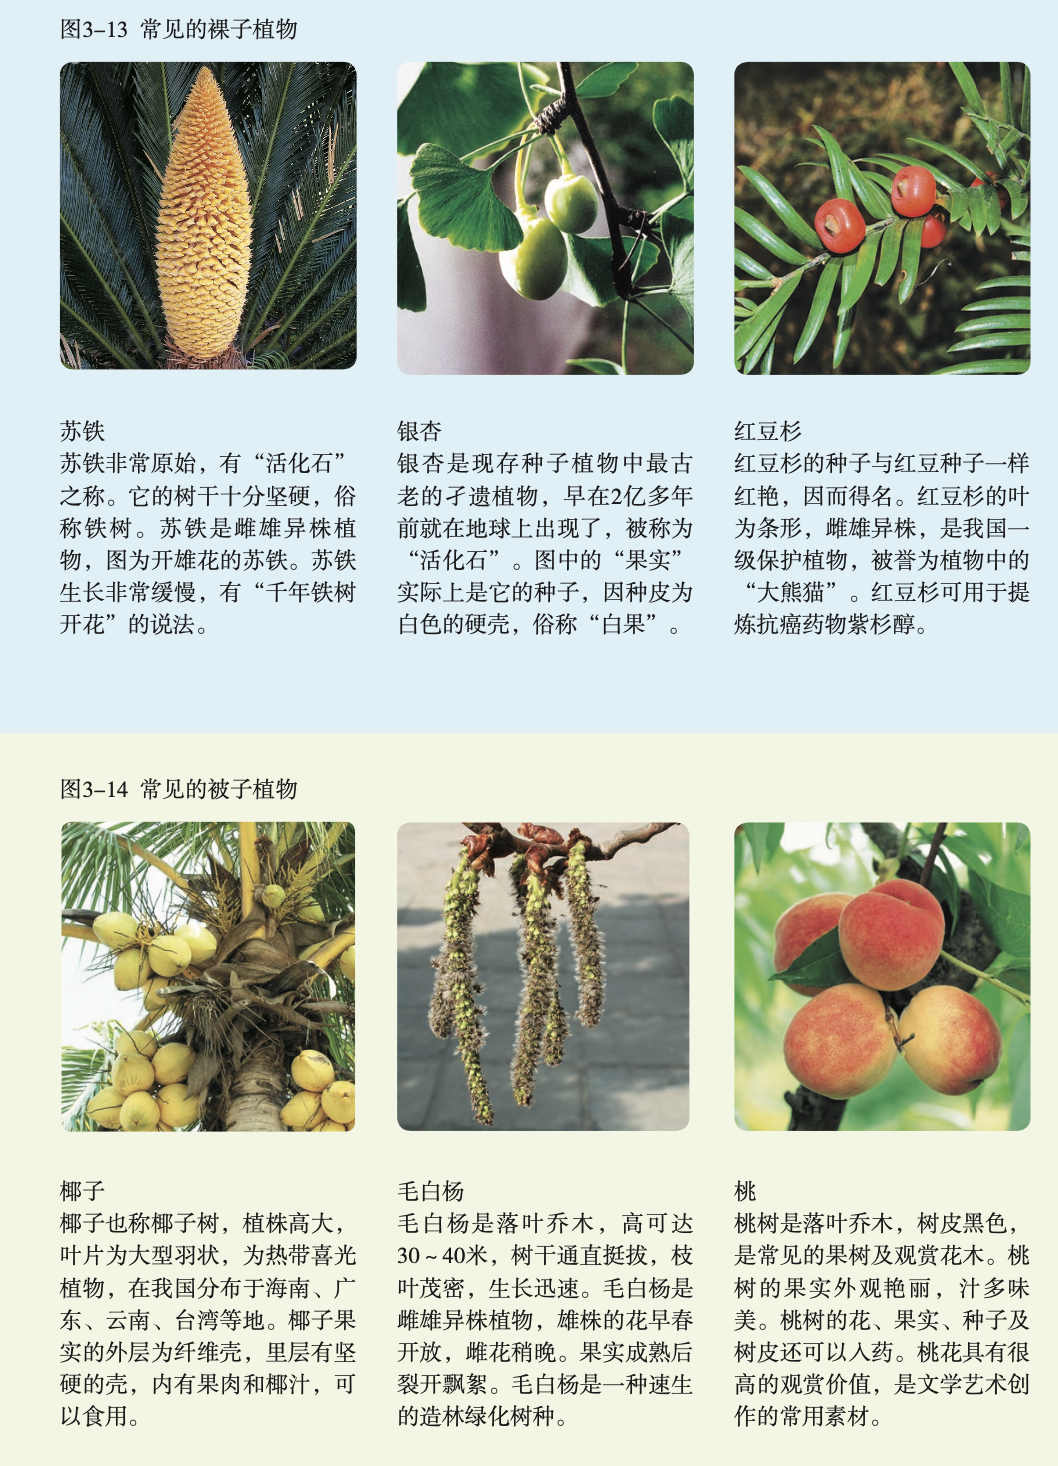 图3–13 常见的裸子植物
苏铁
苏铁非常原始，有“活化石”
之称。它的树干十分坚硬，俗
称铁树。苏铁是雌雄异株植
物，图为开雄花的苏铁。苏铁
生长非常缓慢，有“千年铁树
开花”的说法。
银杏
银杏是现存种子植物中最古
老的孑遗植物，早在2亿多年
前就在地球上出现了，被称为
“活化石”。图中的“果实”
实际上是它的种子，因种皮为
白色的硬壳，俗称“白果”。
红豆杉
红豆杉的种子与红豆种子一样
红艳，因而得名。红豆杉的叶
为条形，雌雄异株，是我国一
级保护植物，被誉为植物中的
“大熊猫”。红豆杉可用于提
炼抗癌药物紫杉醇。
图3–14 常见的被子植物
椰子
椰子也称椰子树，植株高大，
叶片为大型羽状，为热带喜光
植物，在我国分布于海南、广
东、云南、台湾等地。椰子果
实的外层为纤维壳，里层有坚
硬的壳，内有果肉和椰汁，可
以食用。
毛白杨
毛白杨是落叶乔木，高可达
30～40米，树干通直挺拔，枝
叶茂密，生长迅速。毛白杨是
雌雄异株植物，雄株的花早春
开放，雌花稍晚。果实成熟后
裂开飘絮。毛白杨是一种速生
的造林绿化树种。
桃
桃树是落叶乔木，树皮黑色，
是常见的果树及观赏花木。桃
树的果实外观艳丽，汁多味
美。桃树的花、果实、种子及
树皮还可以入药。桃花具有很
高的观赏价值，是文学艺术创
作的常用素材。